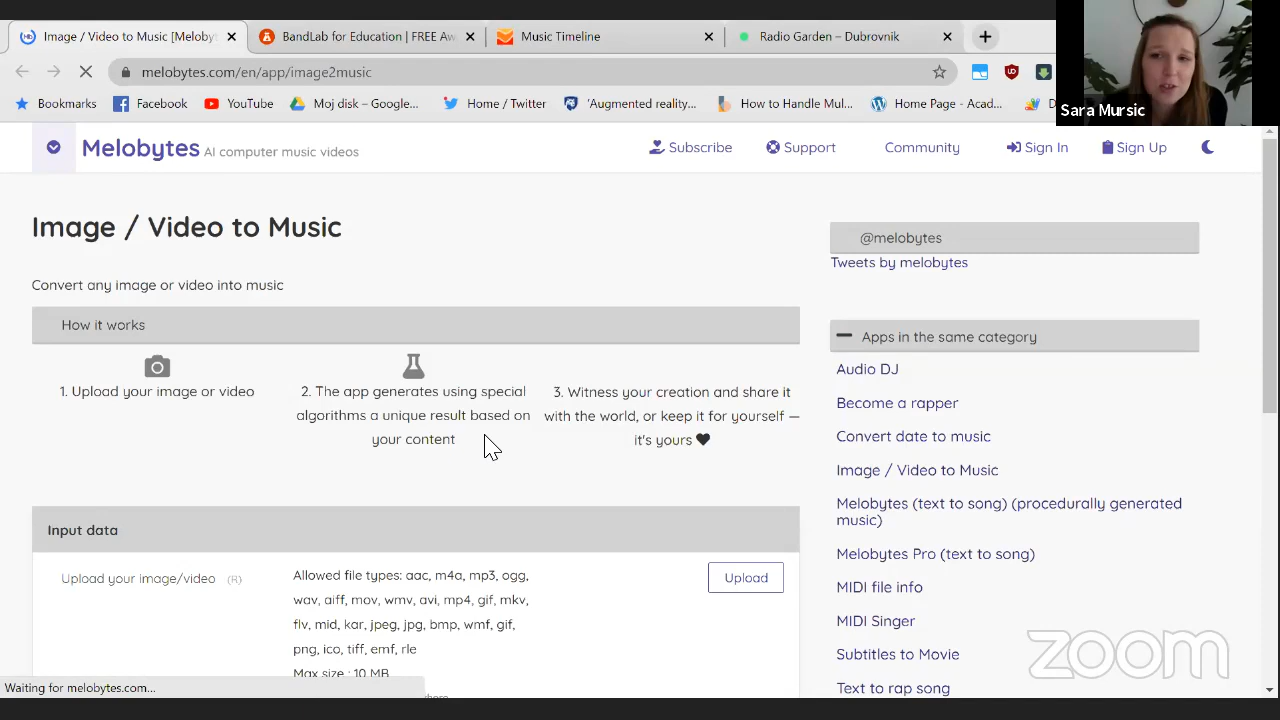 Image / Video to Music [Meloby
BandLab for Education | FREE Aw
Music Timeline
Radio Garden – Dubrovnik
melobytes.com/en/app/image2music
Bookmarks
Facebook
YouTube
Moj disk – Google...
Home / Twitter
'Augmented reality...
How to Handle Mul...
Home Page - Acad...
Sara Mursic
Melobytes AI computer music videos
Subscribe
Support
Community
Sign In
Sign Up
Image / Video to Music
Convert any image or video into music
How it works
1. Upload your image or video
2. The app generates using special
algorithms a unique result based on
your content
3. Witness your creation and share it
with the world, or keep it for yourself —
it's yours ♥
Input data
Upload your image/video (R)
Allowed file types: aac, m4a, mp3, ogg,
wav, aiff, mov, wmv, avi, mp4, gif, mkv,
flv, mid, kar, jpeg, jpg, bmp, wmf, gif,
png, ico, tiff, emf, rle
Max size : 10 MB
Upload
@melobytes
Tweets by melobytes
Apps in the same category
Audio DJ
Become a rapper
Convert date to music
Image / Video to Music
Melobytes (text to song) (procedurally generated
music)
Melobytes Pro (text to song)
MIDI file info
MIDI Singer
Subtitles to Movie
Text to rap song
Waiting for melobytes.com...
zoom